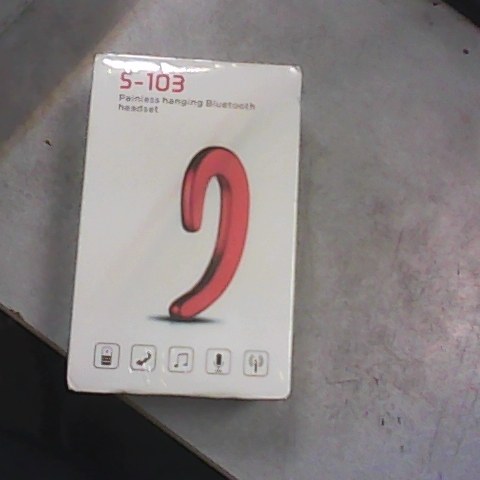 S-103
Painless hanging Bluetooth
headset